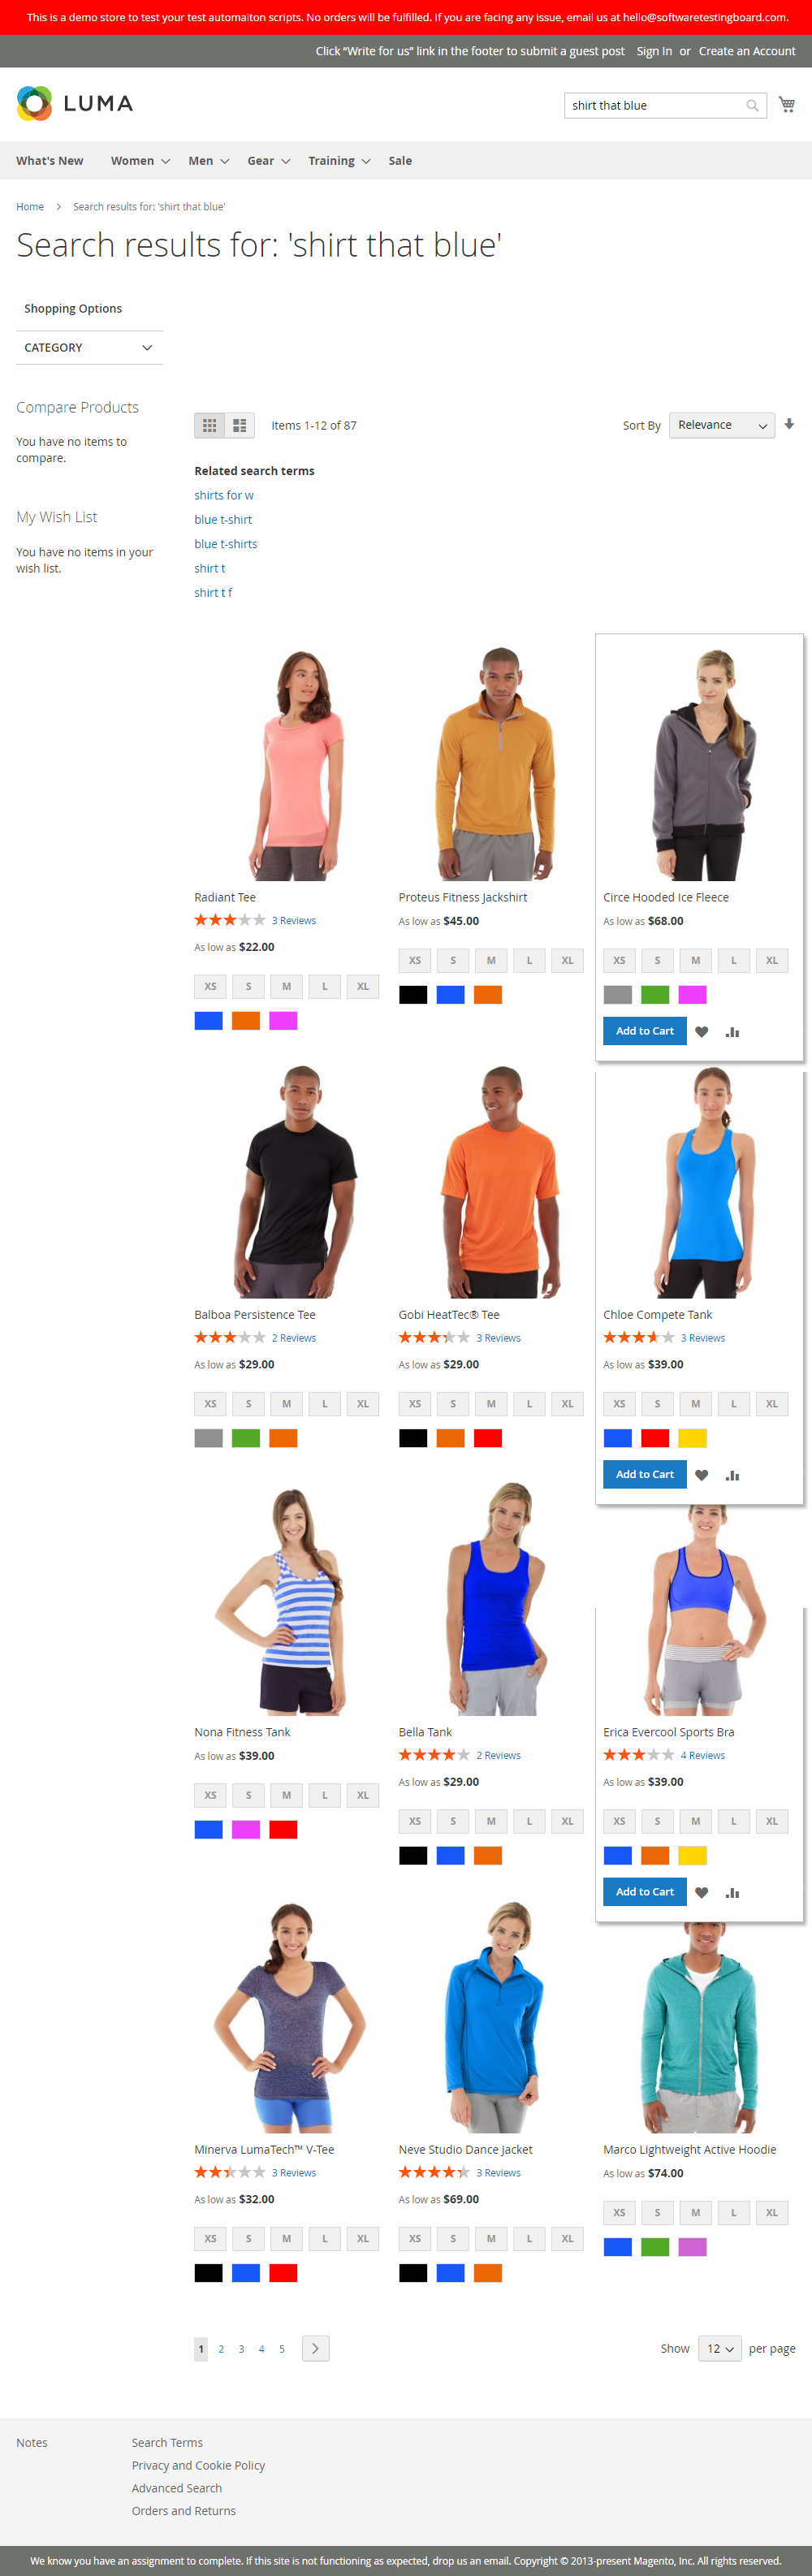 This is a demo store to test your test automaiton scripts. No orders will be fulfilled. If you are facing any issue, email us at hello@softwaretestingboard.com.
Click “Write for us” link in the footer to submit a guest post Sign In or Create an Account
LUMA
shirt that blue
What's New Women Men Gear Training Sale
Home > Search results for: 'shirt that blue'
Search results for: 'shirt that blue'
Shopping Options
CATEGORY
Compare Products
You have no items to
compare.
My Wish List
You have no items in your
wish list.
Items 1-12 of 87
Sort By Relevance
Related search terms
shirts for w
blue t-shirt
blue t-shirts
shirt t
shirt t f
Radiant Tee
3 Reviews
As low as $22.00
XS S M L XL
Proteus Fitness Jackshirt
As low as $45.00
XS S M L XL
Circe Hooded Ice Fleece
As low as $68.00
XS S M L XL
Add to Cart
Balboa Persistence Tee
2 Reviews
As low as $29.00
XS S M L XL
Gobi HeatTec® Tee
3 Reviews
As low as $29.00
XS S M L XL
Chloe Compete Tank
3 Reviews
As low as $39.00
XS S M L XL
Add to Cart
Nona Fitness Tank
As low as $39.00
XS S M L XL
Bella Tank
2 Reviews
As low as $29.00
XS S M L XL
Erica Evercool Sports Bra
4 Reviews
As low as $39.00
XS S M L XL
Add to Cart
Minerva LumaTech™ V-Tee
3 Reviews
As low as $32.00
XS S M L XL
Neve Studio Dance Jacket
3 Reviews
As low as $69.00
XS S M L XL
Marco Lightweight Active Hoodie
As low as $74.00
XS S M L XL
1 2 3 4 5
Show 12 per page
Notes
Search Terms
Privacy and Cookie Policy
Advanced Search
Orders and Returns
We know you have an assignment to complete. If this site is not functioning as expected, drop us an email. Copyright © 2013-present Magento, Inc. All rights reserved.